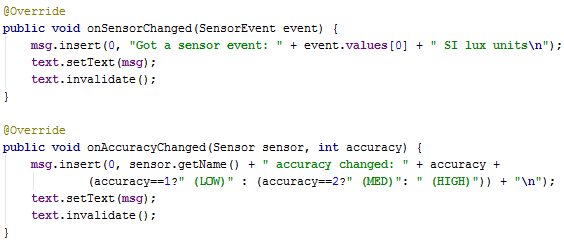 @Override
public void onSensorChanged(SensorEvent event) {
    msg.insert(0, "Got a sensor event: " + event.values[0] + " SI lux units\n");
    text.setText(msg);
    text.invalidate();
}
@Override
public void onAccuracyChanged(Sensor sensor, int accuracy) {
    msg.insert(0, sensor.getName() + " accuracy changed: " + accuracy +
            (accuracy==1?" (LOW)" : (accuracy==2?" (MED)": " (HIGH)")) + "\n");
    text.setText(msg);
    text.invalidate();
}